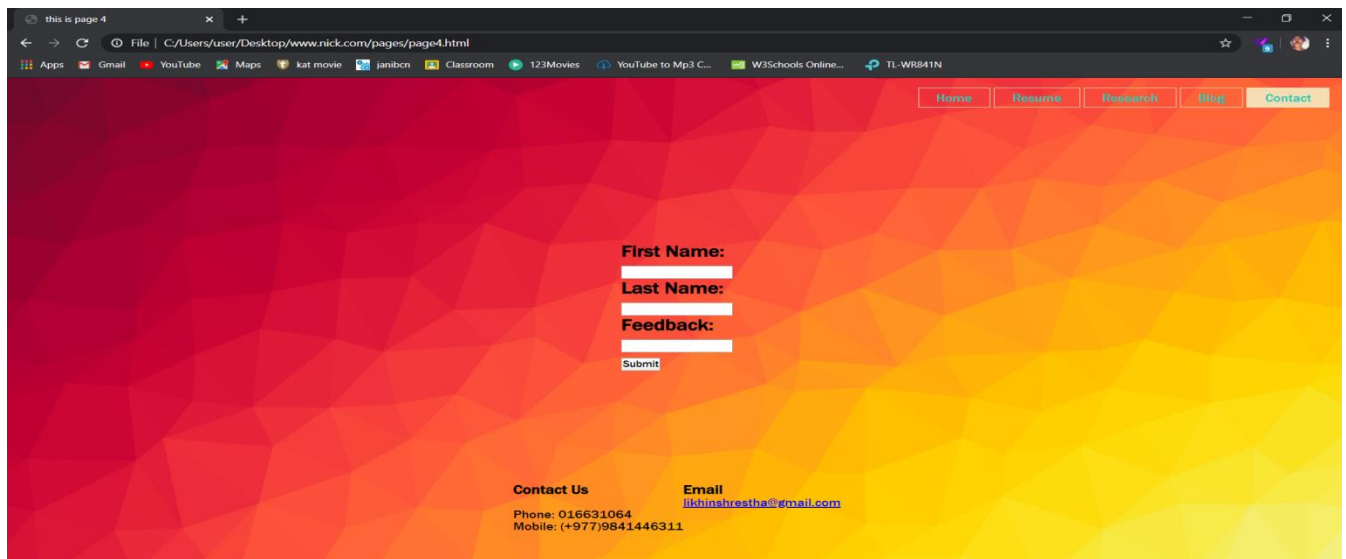 this is page 4
File | C:/Users/user/Desktop/www.nick.com/pages/page4.html
Apps Gmail YouTube Maps kat movie janibcn Classroom 123Movies YouTube to Mp3 C... W3Schools Online... TL-WR841N
Home Resume Research Blog Contact
First Name:
Last Name:
Feedback:
Submit
Contact Us Email
likhinshrestha@gmail.com
Phone: 016631064
Mobile: (+977)9841446311